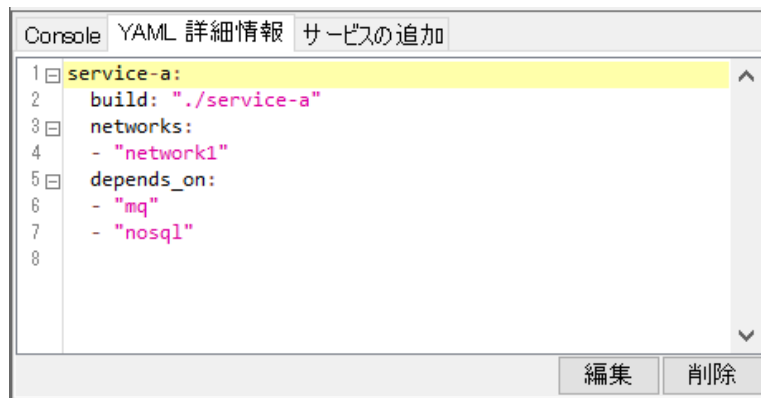 Console YAML 詳細情報 サービスの追加
1 service-a:
2 build: "./service-a"
3 networks:
4 - "network1"
5 depends_on:
6 - "mq"
7 - "nosql"
8
編集 削除